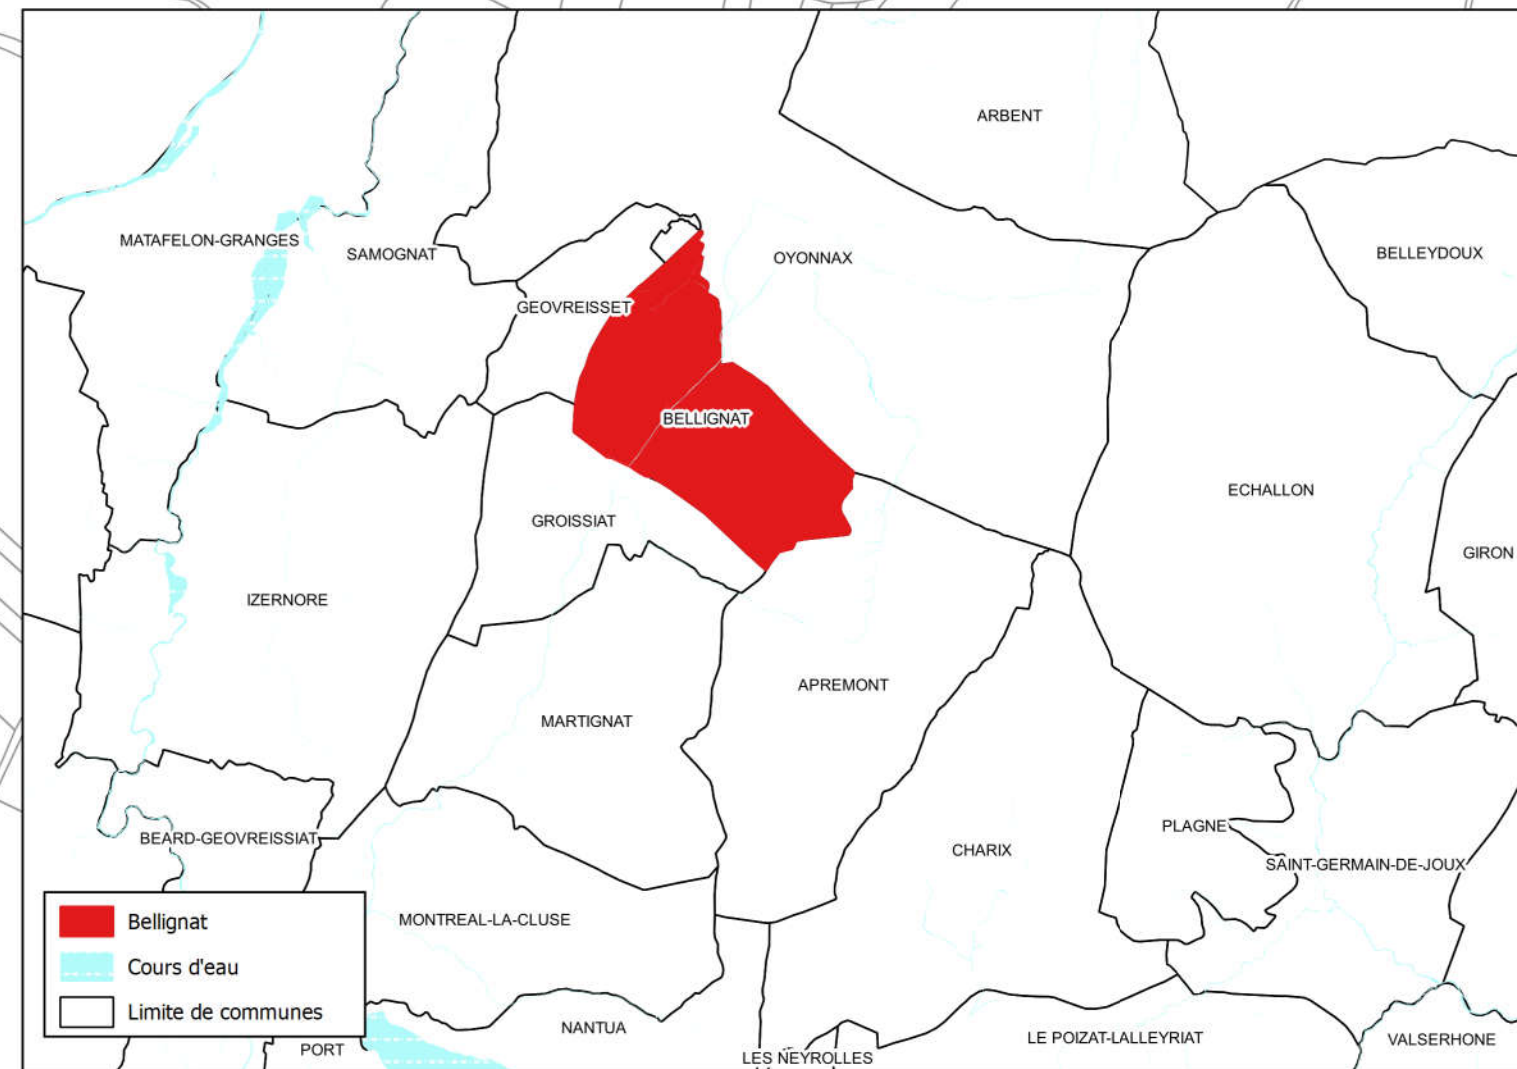 ARBENT
MATAFELON-GRANGES
SAMOGNAT
OYONNAX
BELLEYDOUX
GEOVREISSET
BELLIGNAT
ECHALLON
GROISSIAT
GIRON
IZERNORE
APREMONT
MARTIGNAT
PLAGNE
BEARD-GEOVREISSIAT
CHARIX
SAINT-GERMAIN-DE-JOUX
MONTREAL-LA-CLUSE
Bellignat
Cours d'eau
Limite de communes
NANTUA
LE POIZAT-LALLEYRIAT
VALSERHONE
PORT
LES NEYROLLES